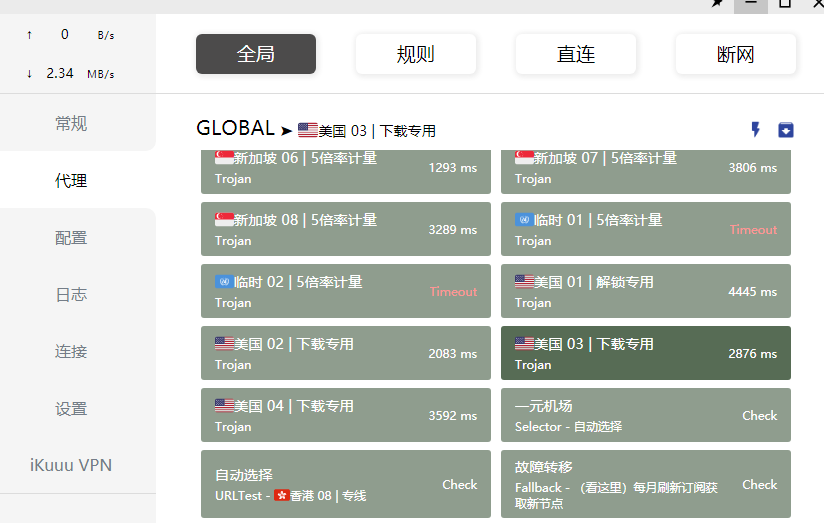 ↑ 0 B/s
↓ 2.34 MB/s
全局
规则
直连
断网
常规
代理
配置
日志
连接
设置
iKuuu VPN
GLOBAL ➤ 🇺🇸美国 03 | 下载专用
🇸🇬新加坡 06 | 5倍率计量
Trojan
1293 ms
🇸🇬新加坡 07 | 5倍率计量
Trojan
3806 ms
🇸🇬新加坡 08 | 5倍率计量
Trojan
3289 ms
🇺🇳临时 01 | 5倍率计量
Trojan
Timeout
🇺🇳临时 02 | 5倍率计量
Trojan
Timeout
🇺🇸美国 01 | 解锁专用
Trojan
4445 ms
🇺🇸美国 02 | 下载专用
Trojan
2083 ms
🇺🇸美国 03 | 下载专用
Trojan
2876 ms
🇺🇸美国 04 | 下载专用
Trojan
3592 ms
一元机场
Selector - 自动选择
Check
自动选择
URLTest - 🇭🇰香港 08 | 专线
Check
故障转移
Fallback - （看这里）每月刷新订阅获
取新节点
Check